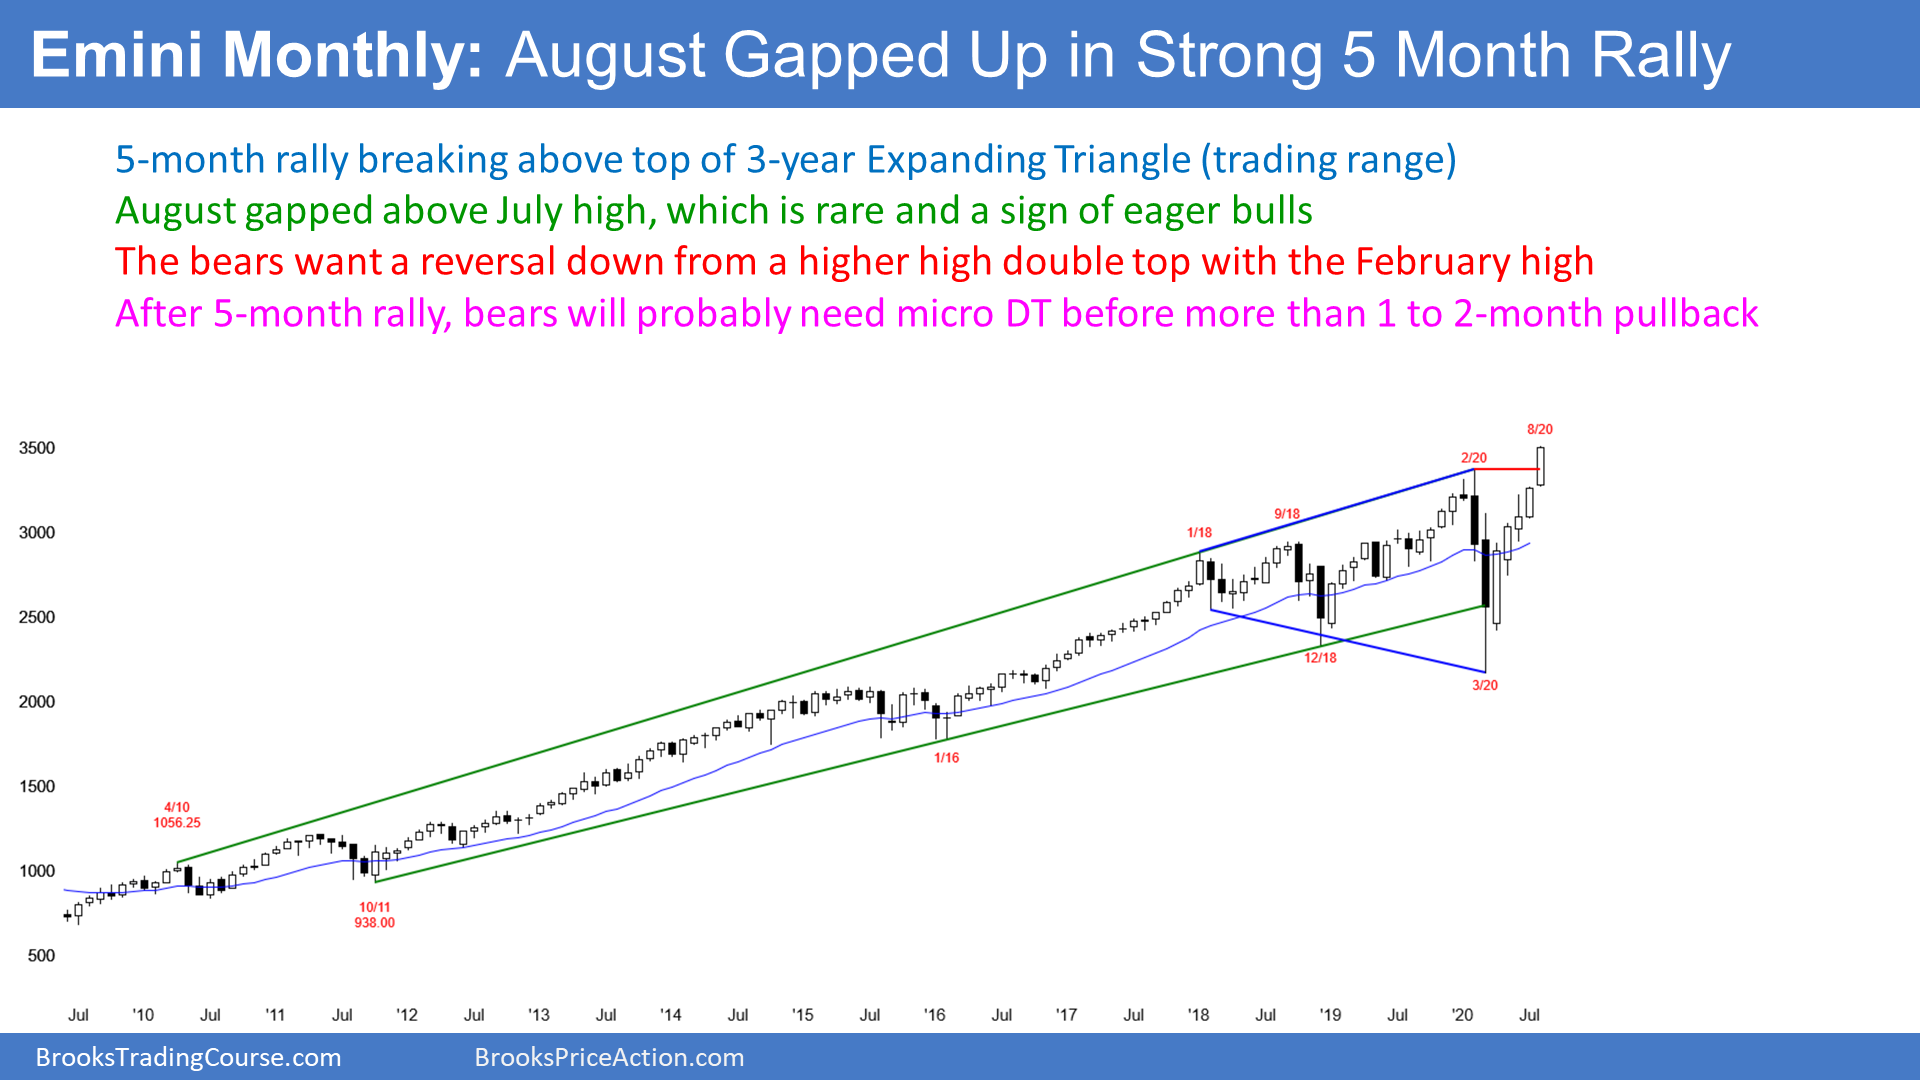 Emini Monthly: August Gapped Up in Strong 5 Month Rally
5-month rally breaking above top of 3-year Expanding Triangle (trading range)
August gapped above July high, which is rare and a sign of eager bulls
The bears want a reversal down from a higher high double top with the February high
After 5-month rally, bears will probably need micro DT before more than 1 to 2-month pullback
8/20
3500
2/20
9/18
3000
1/18
2500
12/18
3/20
2000
1/16
1500
4/10
1056.25
1000
10/11
938.00
500
Jul '10 Jul '11 Jul '12 Jul '13 Jul '14 Jul '15 Jul '16 Jul '17 Jul '18 Jul '19 Jul '20 Jul
BrooksTradingCourse.com BrooksPriceAction.com